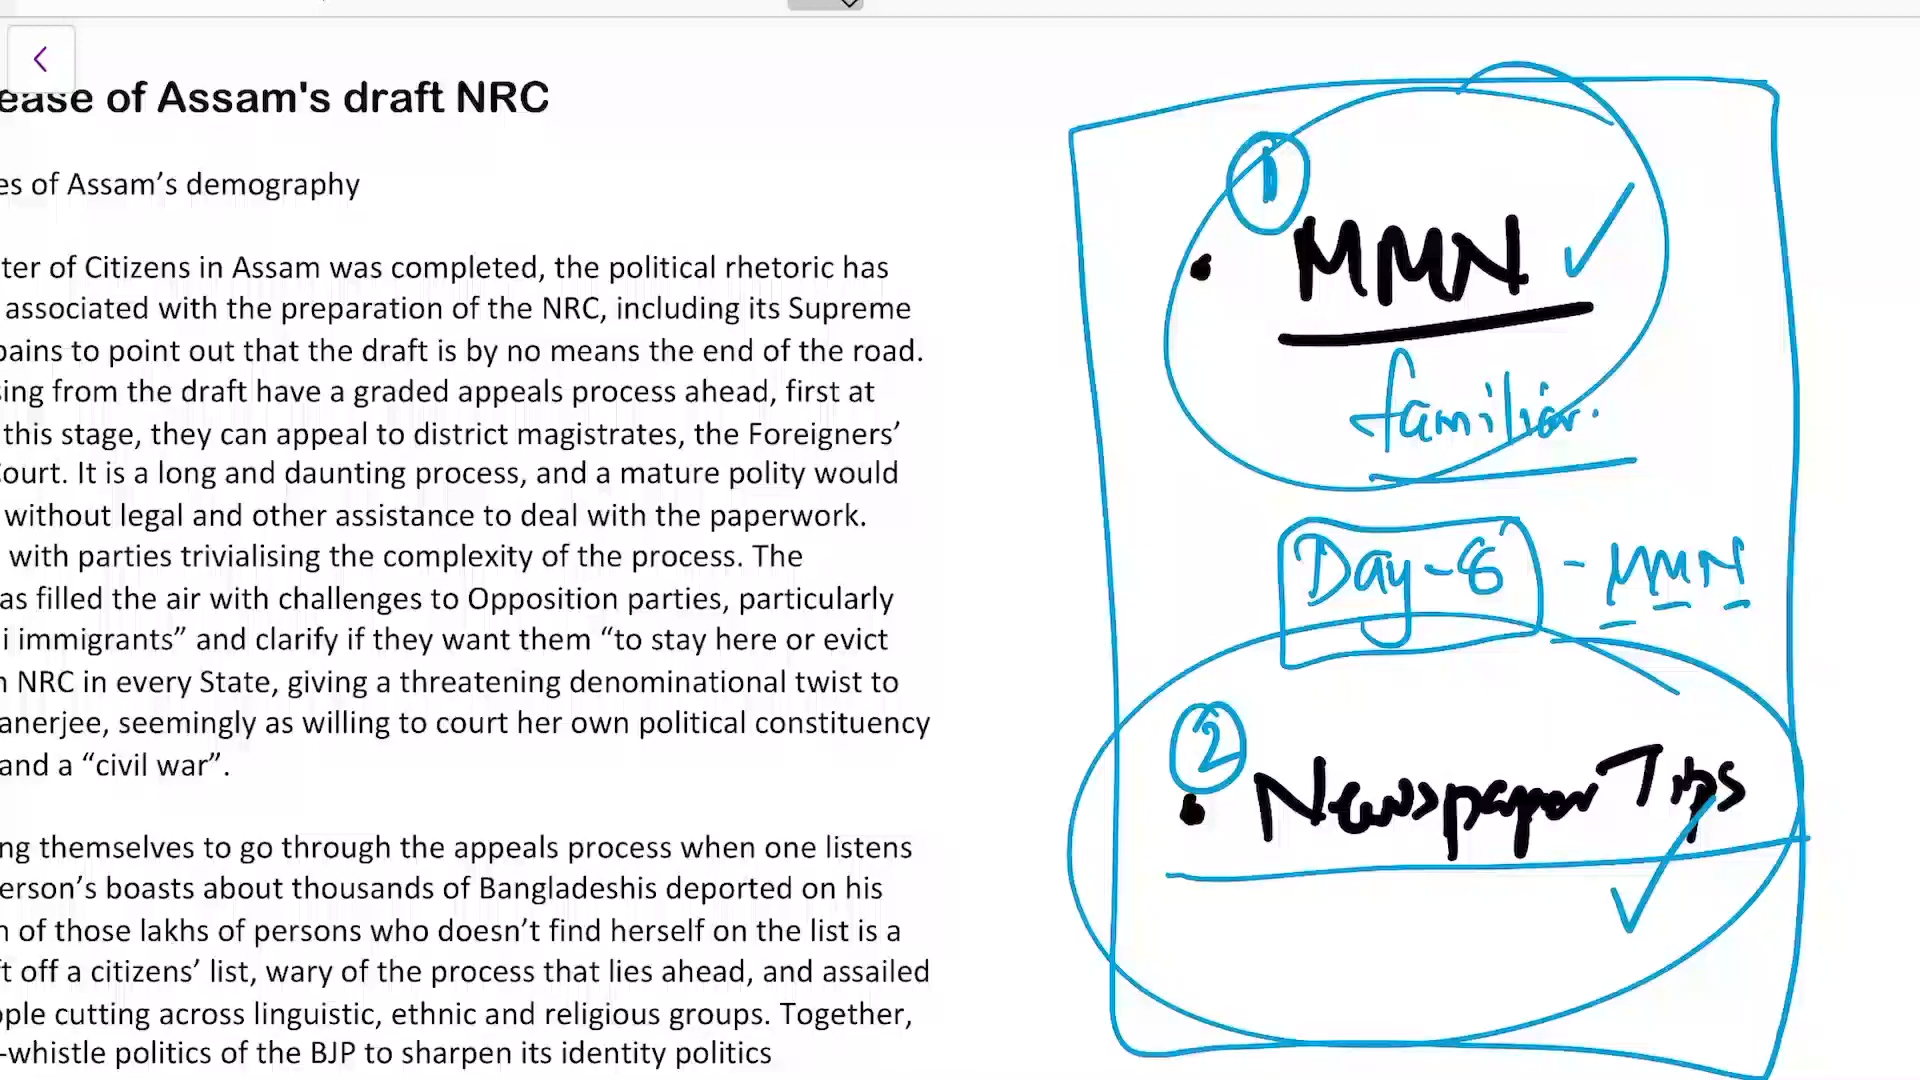 ease of Assam's draft NRC
es of Assam’s demography
ter of Citizens in Assam was completed, the political rhetoric has
associated with the preparation of the NRC, including its Supreme
pains to point out that the draft is by no means the end of the road.
sing from the draft have a graded appeals process ahead, first at
this stage, they can appeal to district magistrates, the Foreigners’
Court. It is a long and daunting process, and a mature polity would
without legal and other assistance to deal with the paperwork.
with parties trivialising the complexity of the process. The
as filled the air with challenges to Opposition parties, particularly
i immigrants” and clarify if they want them “to stay here or evict
n NRC in every State, giving a threatening denominational twist to
anerjee, seemingly as willing to court her own political constituency
and a “civil war”.
ng themselves to go through the appeals process when one listens
erson’s boasts about thousands of Bangladeshis deported on his
n of those lakhs of persons who doesn’t find herself on the list is a
ft off a citizens’ list, wary of the process that lies ahead, and assailed
ople cutting across linguistic, ethnic and religious groups. Together,
-whistle politics of the BJP to sharpen its identity politics
1
• MMN
familiar.
Day-8 - MMN
2
• Newspaper Tips